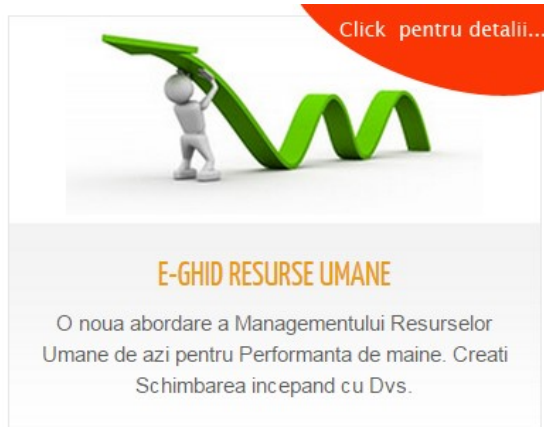 Click pentru detalii...
E-GHID RESURSE UMANE
O noua abordare a Managementului Resurselor
Umane de azi pentru Performanta de maine. Creati
Schimbarea incepand cu Dvs.